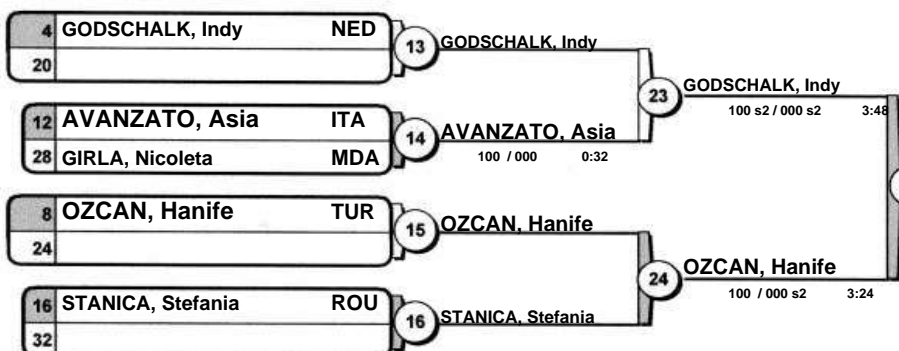 4 GODSCHALK, Indy NED
20
13 GODSCHALK, Indy
12 AVANZATO, Asia ITA
28 GIRLA, Nicoleta MDA
14 AVANZATO, Asia
100 / 000 0:32
23 GODSCHALK, Indy
100 s2 / 000 s2 3:48
8 OZCAN, Hanife TUR
24
15 OZCAN, Hanife
16 STANICA, Stefania ROU
32
16 STANICA, Stefania
24 OZCAN, Hanife
100 / 000 s2 3:24